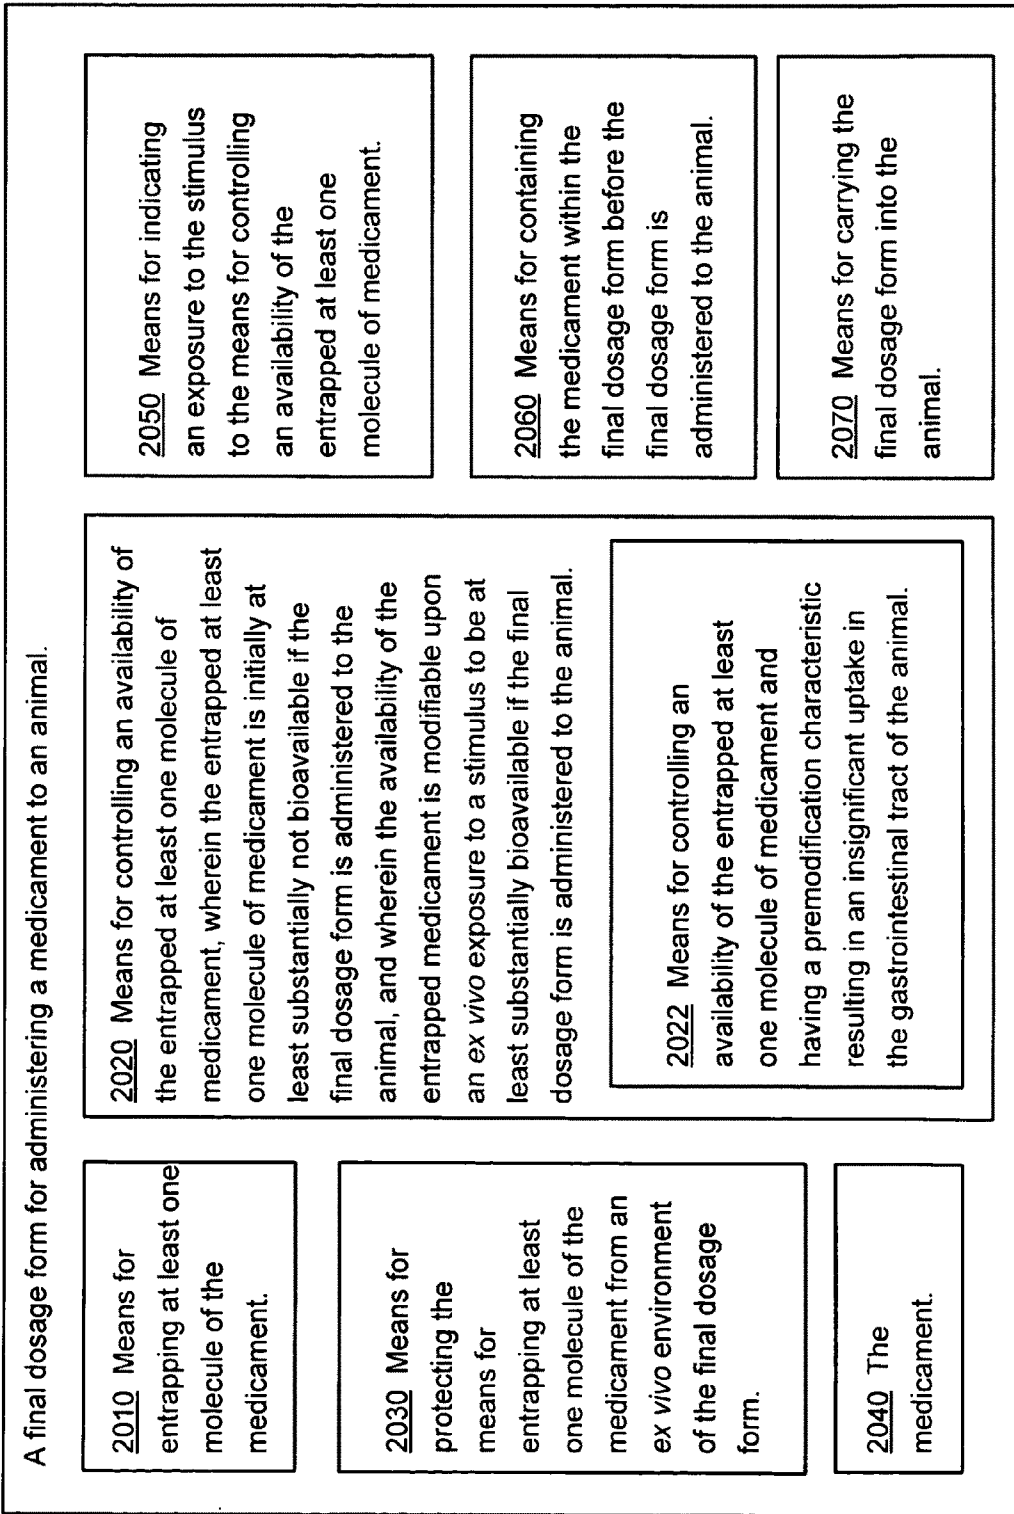 A final dosage form for administering a medicament to an animal.
2010 Means for
entrapping at least one
molecule of the
medicament.
2030 Means for
protecting the
means for
entrapping at least
one molecule of the
medicament from an
ex vivo environment
of the final dosage
form.
2040 The
medicament.
2020 Means for controlling an availability of
the entrapped at least one molecule of
medicament, wherein the entrapped at least
one molecule of medicament is initially at
least substantially not bioavailable if the
final dosage form is administered to the
animal, and wherein the availability of the
entrapped medicament is modifiable upon
an ex vivo exposure to a stimulus to be at
least substantially bioavailable if the final
dosage form is administered to the animal.
2022 Means for controlling an
availability of the entrapped at least
one molecule of medicament and
having a premodification characteristic
resulting in an insignificant uptake in
the gastrointestinal tract of the animal.
2050 Means for indicating
an exposure to the stimulus
to the means for controlling
an availability of the
entrapped at least one
molecule of medicament.
2060 Means for containing
the medicament within the
final dosage form before the
final dosage form is
administered to the animal.
2070 Means for carrying the
final dosage form into the
animal.